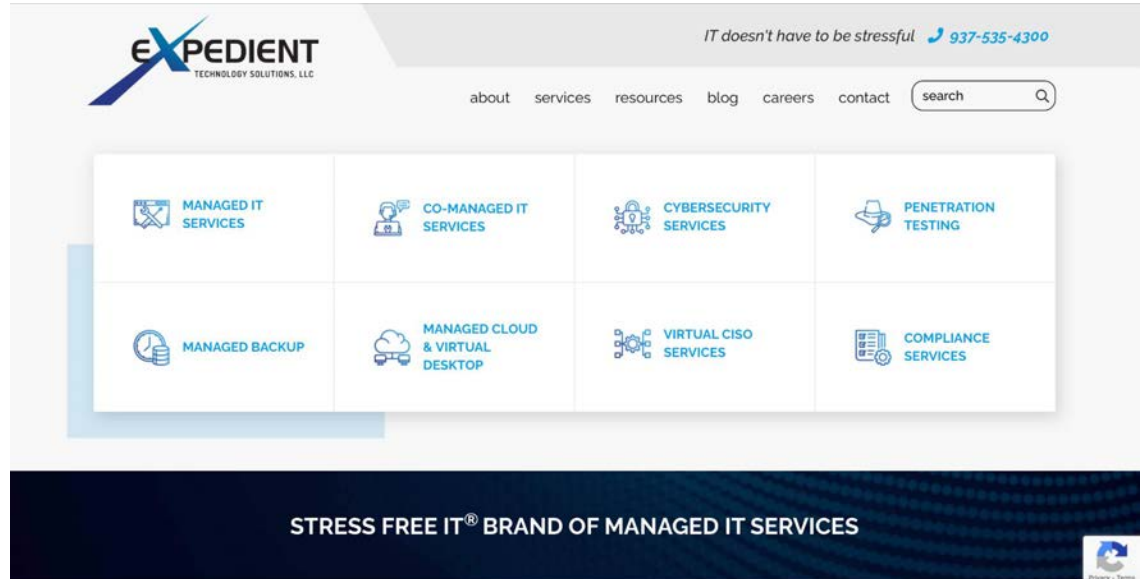 EXPEDIENT
TECHNOLOGY SOLUTIONS, LLC
IT doesn't have to be stressful 937-535-4300
about services resources blog careers contact search
MANAGED IT
SERVICES
CO-MANAGED IT
SERVICES
CYBERSECURITY
SERVICES
PENETRATION
TESTING
MANAGED BACKUP
MANAGED CLOUD
& VIRTUAL
DESKTOP
VIRTUAL CISO
SERVICES
COMPLIANCE
SERVICES
STRESS FREE IT® BRAND OF MANAGED IT SERVICES